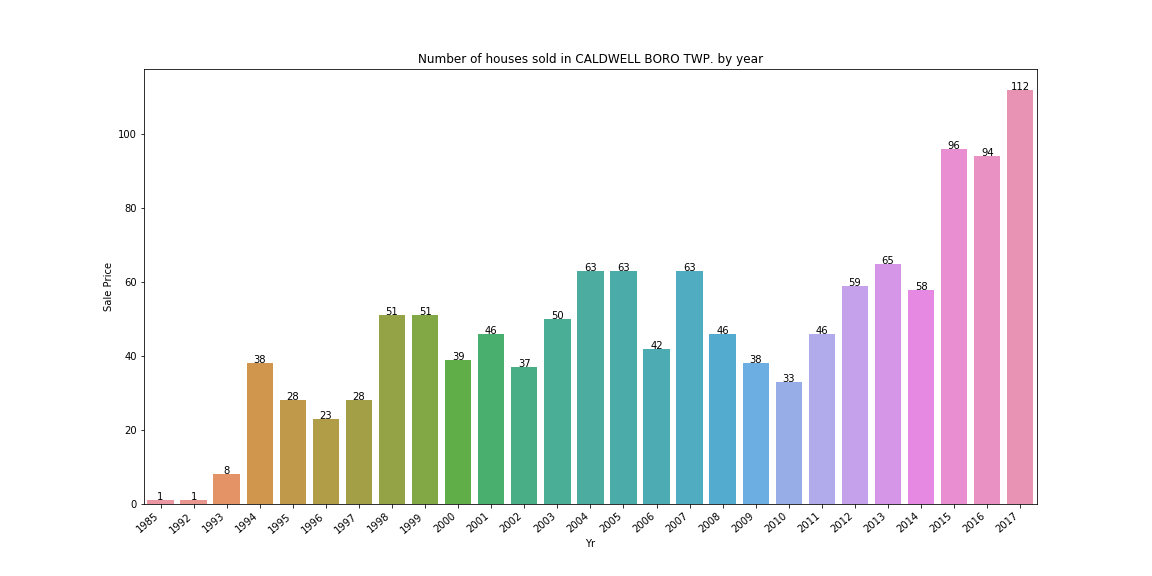 Number of houses sold in CALDWELL BORO TWP. by year
Sale Price
100
80
60
40
20
0
1 1 8 38 28 23 28 51 51 39 46 37 50 63 63 42 63 46 38 33 46 59 65 58 96 94 112
1985 1992 1993 1994 1995 1996 1997 1998 1999 2000 2001 2002 2003 2004 2005 2006 2007 2008 2009 2010 2011 2012 2013 2014 2015 2016 2017
Yr